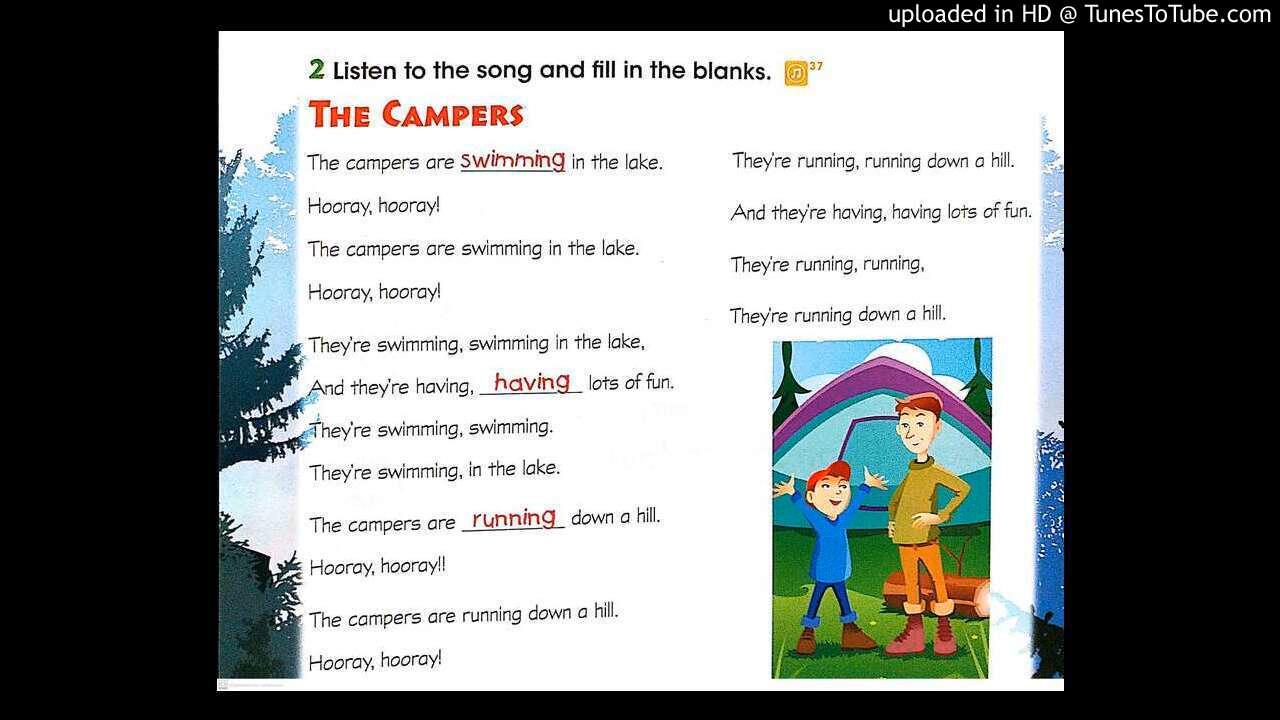 uploaded in HD @ TunesToTube.com
2 Listen to the song and fill in the blanks. 37
THE CAMPERS
The campers are swimming in the lake.
Hooray, hooray!
The campers are swimming in the lake.
Hooray, hooray!
They're swimming, swimming in the lake,
And they're having, having lots of fun.
They're swimming, swimming.
They're swimming, in the lake.
The campers are running down a hill.
Hooray, hooray!!
The campers are running down a hill.
Hooray, hooray!
They're running, running down a hill.
And they're having, having lots of fun.
They're running, running,
They're running down a hill.